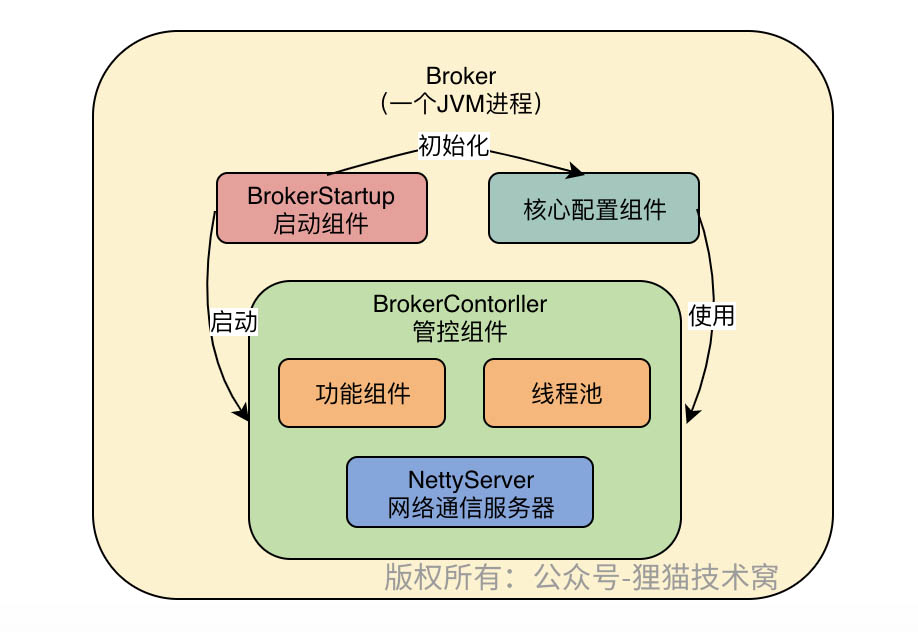 Broker
（一个JVM进程）
初始化
BrokerStartup
启动组件
核心配置组件
启动
使用
BrokerContorller
管控组件
功能组件
线程池
NettyServer
网络通信服务器
版权所有：公众号-狸猫技术窝